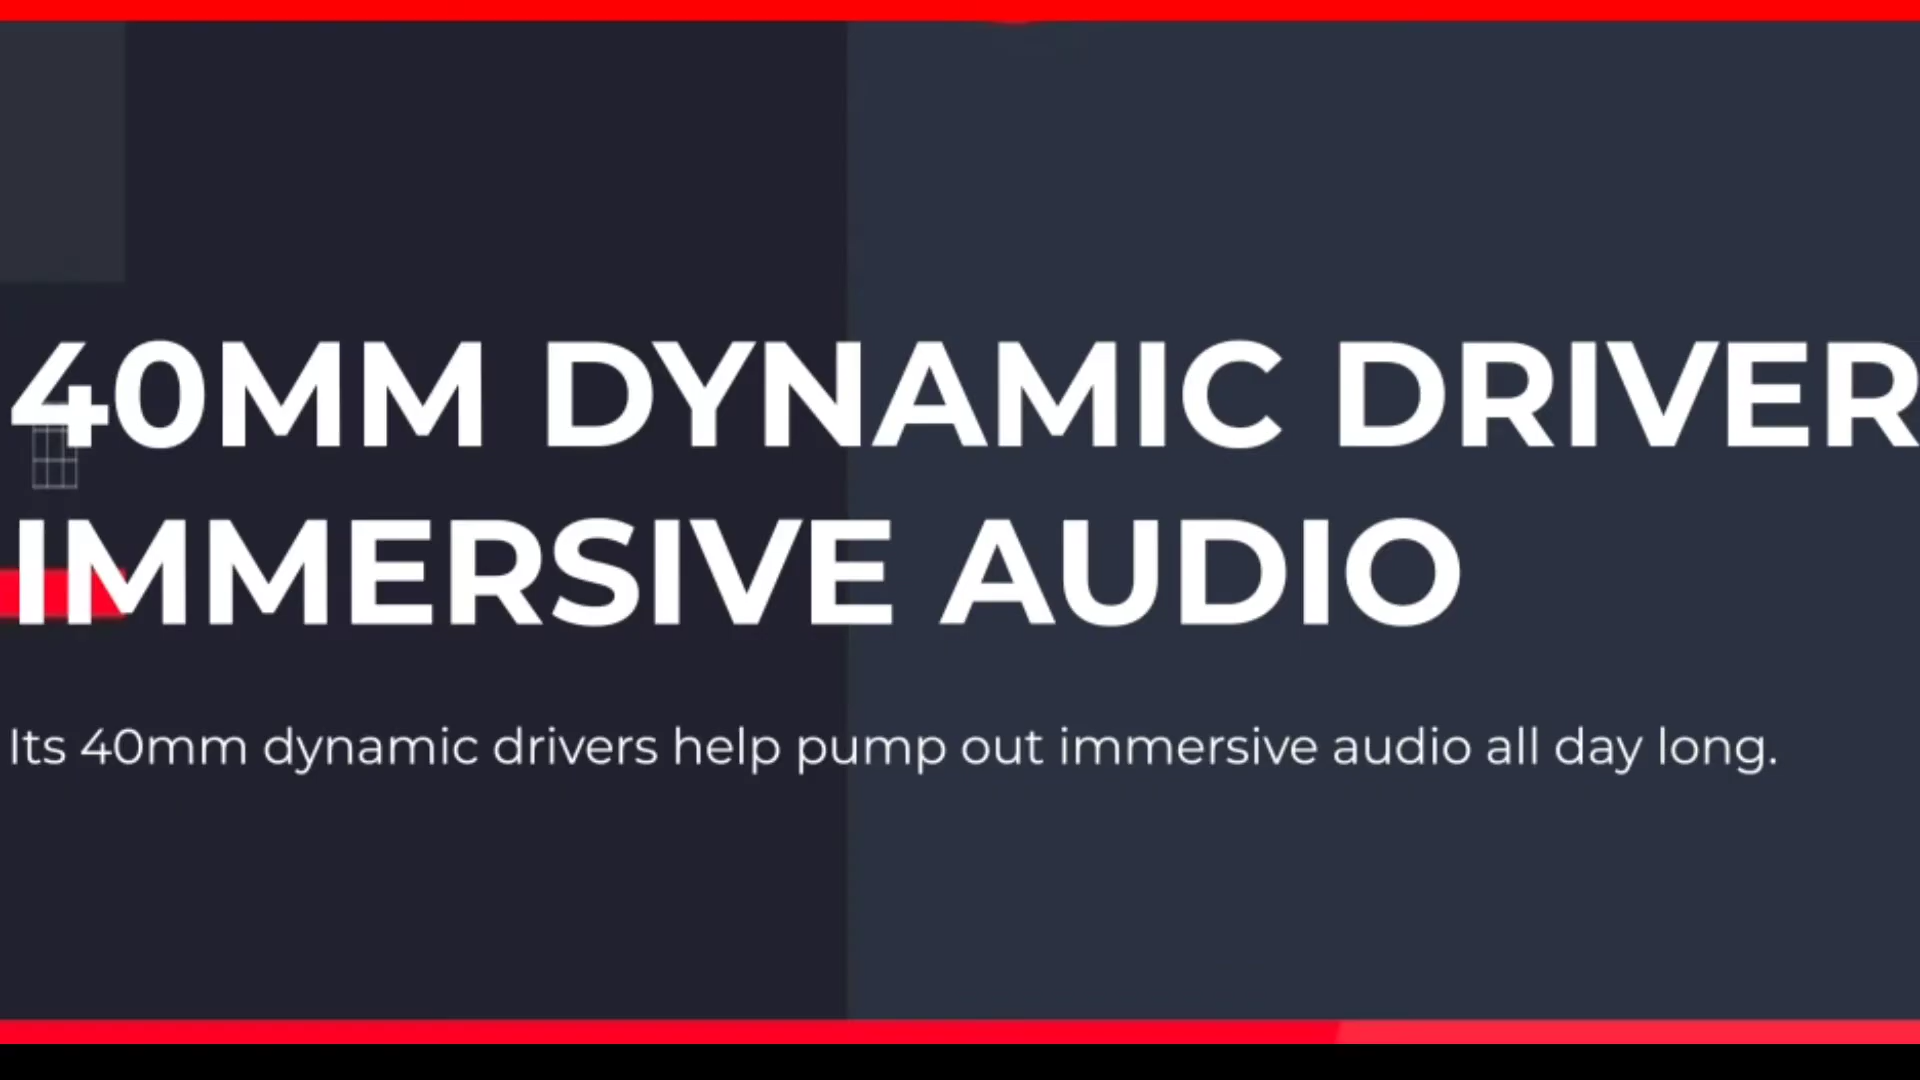 40MM DYNAMIC DRIVER
IMMERSIVE AUDIO
Its 40mm dynamic drivers help pump out immersive audio all day long.